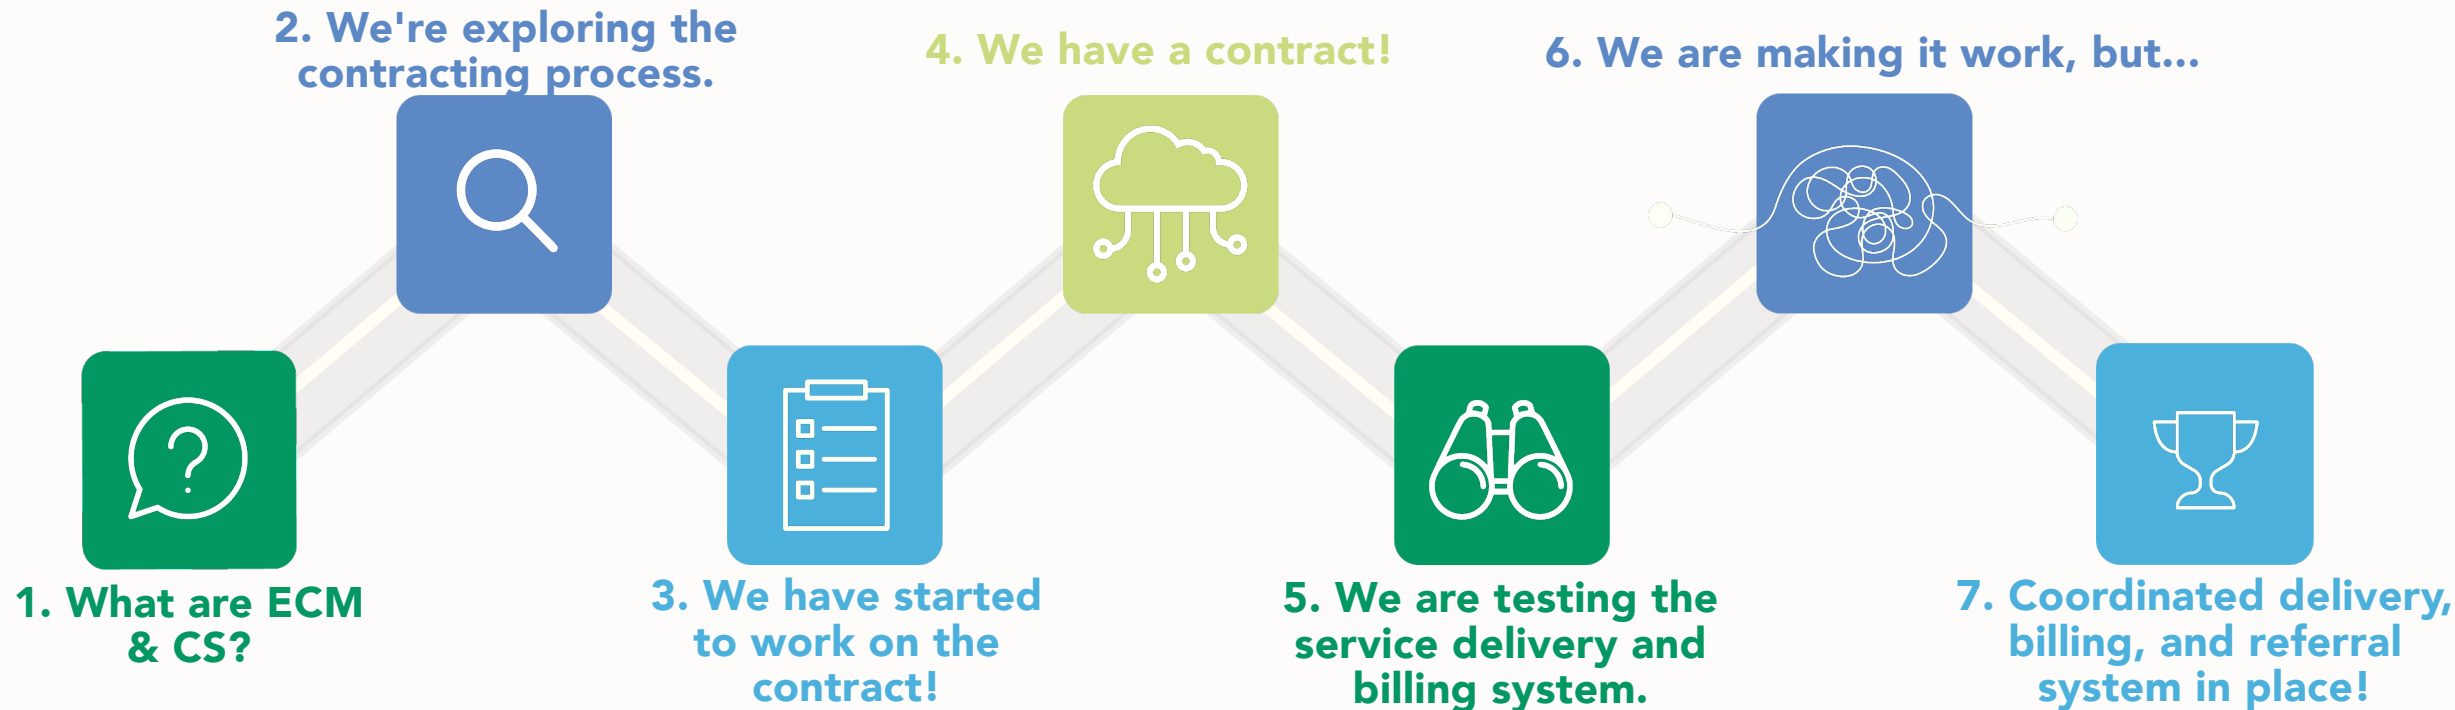 1. What are ECM
& CS?
2. We're exploring the
contracting process.
3. We have started
to work on the
contract!
4. We have a contract!
5. We are testing the
service delivery and
billing system.
6. We are making it work, but...
7. Coordinated delivery,
billing, and referral
system in place!